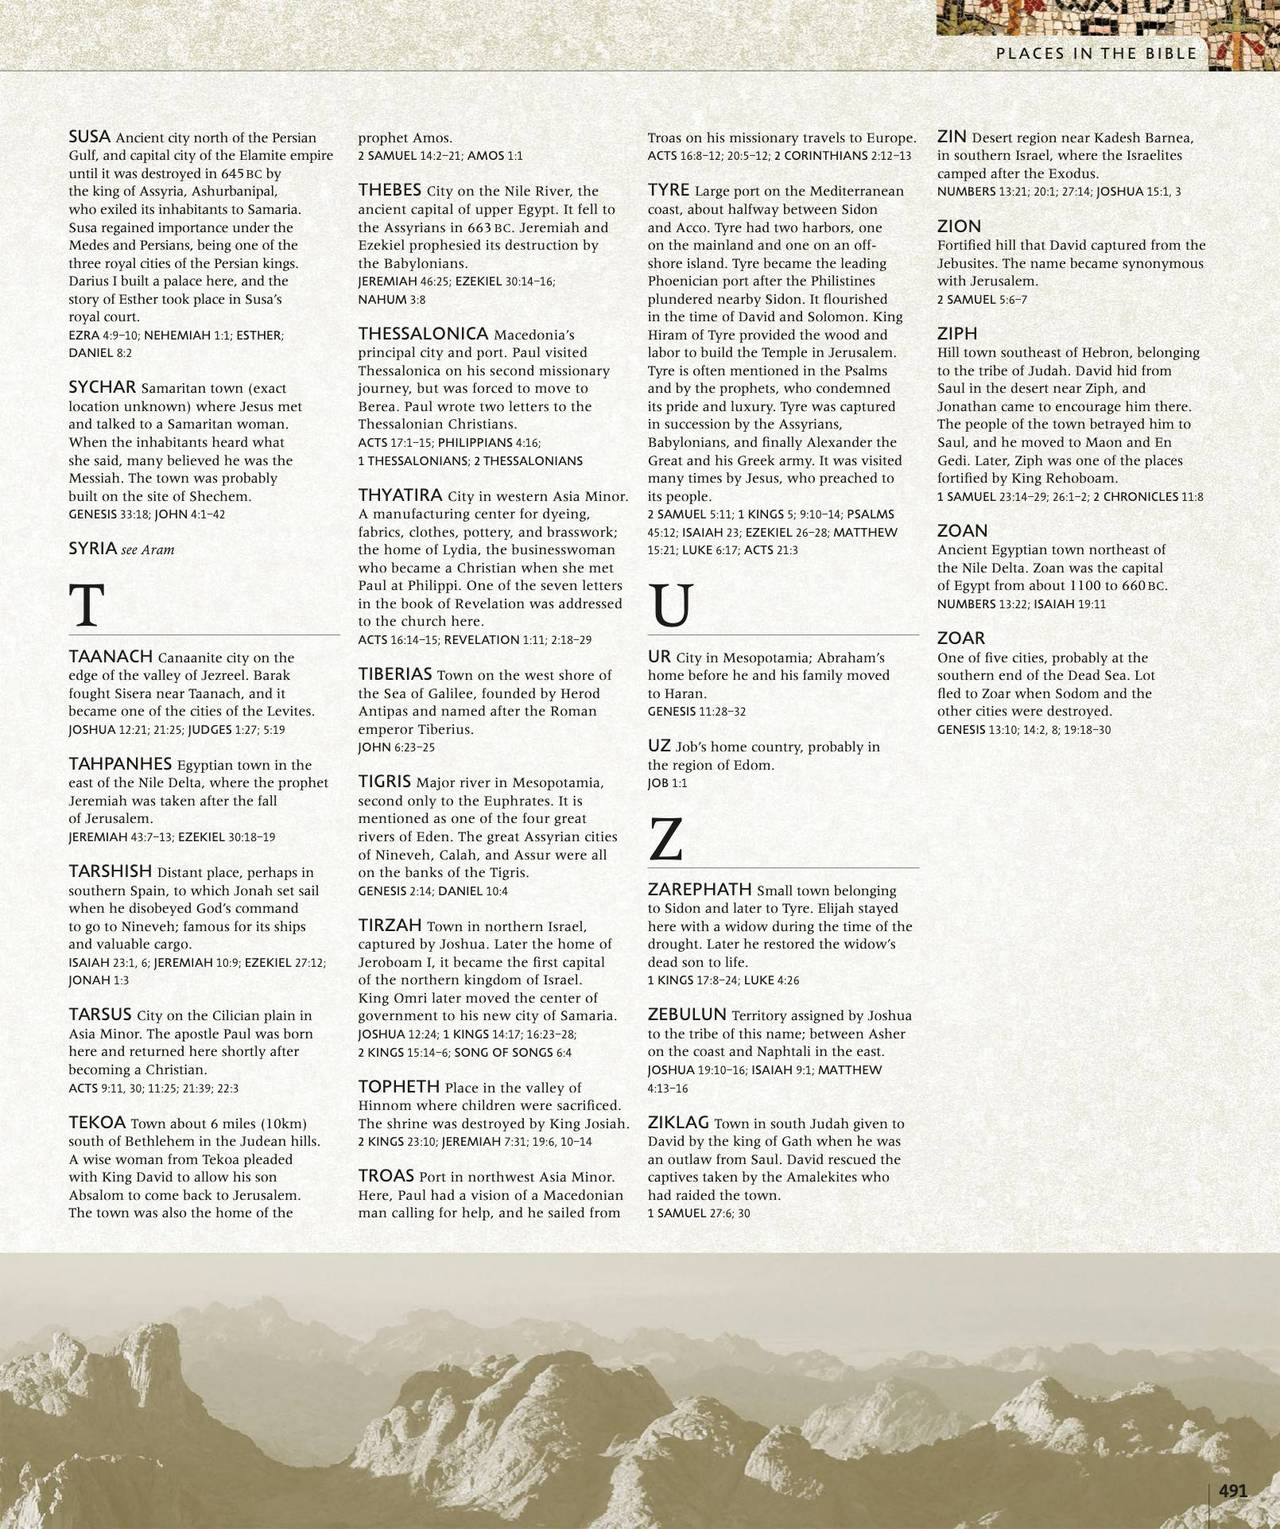 PLACES IN THE BIBLE
SUSA Ancient city north of the Persian
Gulf, and capital city of the Elamite empire
until it was destroyed in 645 BC by
the king of Assyria, Ashurbanipal,
who exiled its inhabitants to Samaria.
Susa regained importance under the
Medes and Persians, being one of the
three royal cities of the Persian kings.
Darius I built a palace here, and the
story of Esther took place in Susa's
royal court.
EZRA 4:9–10; NEHEMIAH 1:1; ESTHER;
DANIEL 8:2
SYCHAR Samaritan town (exact
location unknown) where Jesus met
and talked to a Samaritan woman.
When the inhabitants heard what
she said, many believed he was the
Messiah. The town was probably
built on the site of Shechem.
GENESIS 33:18; JOHN 4:1–42
SYRIA see Aram
T
TAANACH Canaanite city on the
edge of the valley of Jezreel. Barak
fought Sisera near Taanach, and it
became one of the cities of the Levites.
JOSHUA 12:21; 21:25; JUDGES 1:27; 5:19
TAHPANHES Egyptian town in the
east of the Nile Delta, where the prophet
Jeremiah was taken after the fall
of Jerusalem.
JEREMIAH 43:7–13; EZEKIEL 30:18–19
TARSHISH Distant place, perhaps in
southern Spain, to which Jonah set sail
when he disobeyed God's command
to go to Nineveh; famous for its ships
and valuable cargo.
ISAIAH 23:1, 6; JEREMIAH 10:9; EZEKIEL 27:12;
JONAH 1:3
TARSUS City on the Cilician plain in
Asia Minor. The apostle Paul was born
here and returned here shortly after
becoming a Christian.
ACTS 9:11, 30; 11:25; 21:39; 22:3
TEKOA Town about 6 miles (10km)
south of Bethlehem in the Judean hills.
A wise woman from Tekoa pleaded
with King David to allow his son
Absalom to come back to Jerusalem.
The town was also the home of the
prophet Amos.
2 SAMUEL 14:2–21; AMOS 1:1
THEBES City on the Nile River, the
ancient capital of upper Egypt. It fell to
the Assyrians in 663 BC. Jeremiah and
Ezekiel prophesied its destruction by
the Babylonians.
JEREMIAH 46:25; EZEKIEL 30:14–16;
NAHUM 3:8
THESSALONICA Macedonia's
principal city and port. Paul visited
Thessalonica on his second missionary
journey, but was forced to move to
Berea. Paul wrote two letters to the
Thessalonian Christians.
ACTS 17:1–15; PHILIPPIANS 4:16;
1 THESSALONIANS; 2 THESSALONIANS
THYATIRA City in western Asia Minor.
A manufacturing center for dyeing,
fabrics, clothes, pottery, and brasswork;
the home of Lydia, the businesswoman
who became a Christian when she met
Paul at Philippi. One of the seven letters
in the book of Revelation was addressed
to the church here.
ACTS 16:14–15; REVELATION 1:11; 2:18–29
TIBERIAS Town on the west shore of
the Sea of Galilee, founded by Herod
Antipas and named after the Roman
emperor Tiberius.
JOHN 6:23–25
TIGRIS Major river in Mesopotamia,
second only to the Euphrates. It is
mentioned as one of the four great
rivers of Eden. The great Assyrian cities
of Nineveh, Calah, and Assur were all
on the banks of the Tigris.
GENESIS 2:14; DANIEL 10:4
TIRZAH Town in northern Israel,
captured by Joshua. Later the home of
Jeroboam I, it became the first capital
of the northern kingdom of Israel.
King Omri later moved the center of
government to his new city of Samaria.
JOSHUA 12:24; 1 KINGS 14:17; 16:23–28;
2 KINGS 15:14–6; SONG OF SONGS 6:4
TOPHETH Place in the valley of
Hinnom where children were sacrificed.
The shrine was destroyed by King Josiah.
2 KINGS 23:10; JEREMIAH 7:31; 19:6, 10–14
TROAS Port in northwest Asia Minor.
Here, Paul had a vision of a Macedonian
man calling for help, and he sailed from
Troas on his missionary travels to Europe.
ACTS 16:8–12; 20:5–12; 2 CORINTHIANS 2:12–13
TYRE Large port on the Mediterranean
coast, about halfway between Sidon
and Acco. Tyre had two harbors, one
on the mainland and one on an off-
shore island. Tyre became the leading
Phoenician port after the Philistines
plundered nearby Sidon. It flourished
in the time of David and Solomon. King
Hiram of Tyre provided the wood and
labor to build the Temple in Jerusalem.
Tyre is often mentioned in the Psalms
and by the prophets, who condemned
its pride and luxury. Tyre was captured
in succession by the Assyrians,
Babylonians, and finally Alexander the
Great and his Greek army. It was visited
many times by Jesus, who preached to
its people.
2 SAMUEL 5:11; 1 KINGS 5; 9:10–14; PSALMS
45:12; ISAIAH 23; EZEKIEL 26–28; MATTHEW
15:21; LUKE 6:17; ACTS 21:3
U
UR City in Mesopotamia; Abraham's
home before he and his family moved
to Haran.
GENESIS 11:28–32
UZ Job's home country, probably in
the region of Edom.
JOB 1:1
Z
ZAREPHATH Small town belonging
to Sidon and later to Tyre. Elijah stayed
here with a widow during the time of the
drought. Later he restored the widow's
dead son to life.
1 KINGS 17:8–24; LUKE 4:26
ZEBULUN Territory assigned by Joshua
to the tribe of this name; between Asher
on the coast and Naphtali in the east.
JOSHUA 19:10–16; ISAIAH 9:1; MATTHEW
4:13–16
ZIKLAG Town in south Judah given to
David by the king of Gath when he was
an outlaw from Saul. David rescued the
captives taken by the Amalekites who
had raided the town.
1 SAMUEL 27:6; 30
ZIN Desert region near Kadesh Barnea,
in southern Israel, where the Israelites
camped after the Exodus.
NUMBERS 13:21; 20:1; 27:14; JOSHUA 15:1, 3
ZION
Fortified hill that David captured from the
Jebusites. The name became synonymous
with Jerusalem.
2 SAMUEL 5:6–7
ZIPH
Hill town southeast of Hebron, belonging
to the tribe of Judah. David hid from
Saul in the desert near Ziph, and
Jonathan came to encourage him there.
The people of the town betrayed him to
Saul, and he moved to Maon and En
Gedi. Later, Ziph was one of the places
fortified by King Rehoboam.
1 SAMUEL 23:14–29; 26:1–2; 2 CHRONICLES 11:8
ZOAN
Ancient Egyptian town northeast of
the Nile Delta. Zoan was the capital
of Egypt from about 1100 to 660 BC.
NUMBERS 13:22; ISAIAH 19:11
ZOAR
One of five cities, probably at the
southern end of the Dead Sea. Lot
fled to Zoar when Sodom and the
other cities were destroyed.
GENESIS 13:10; 14:2, 8; 19:18–30
491